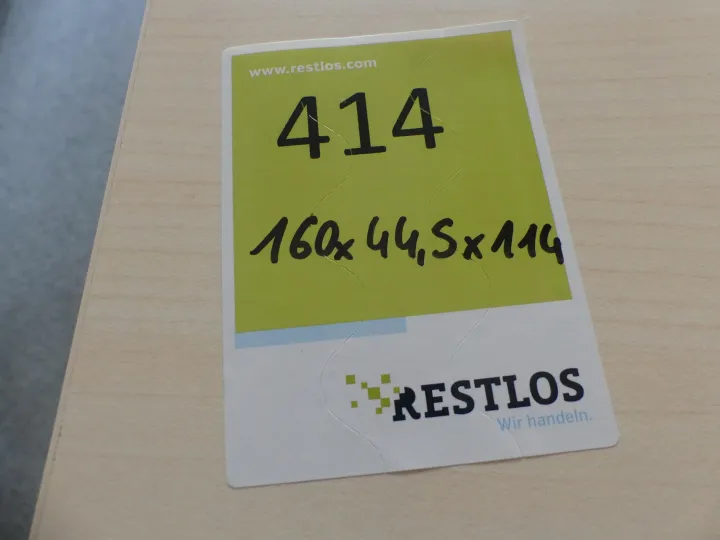 www.restlos.com
414
160x44,5x114
RESTLOS
Wir handeln.